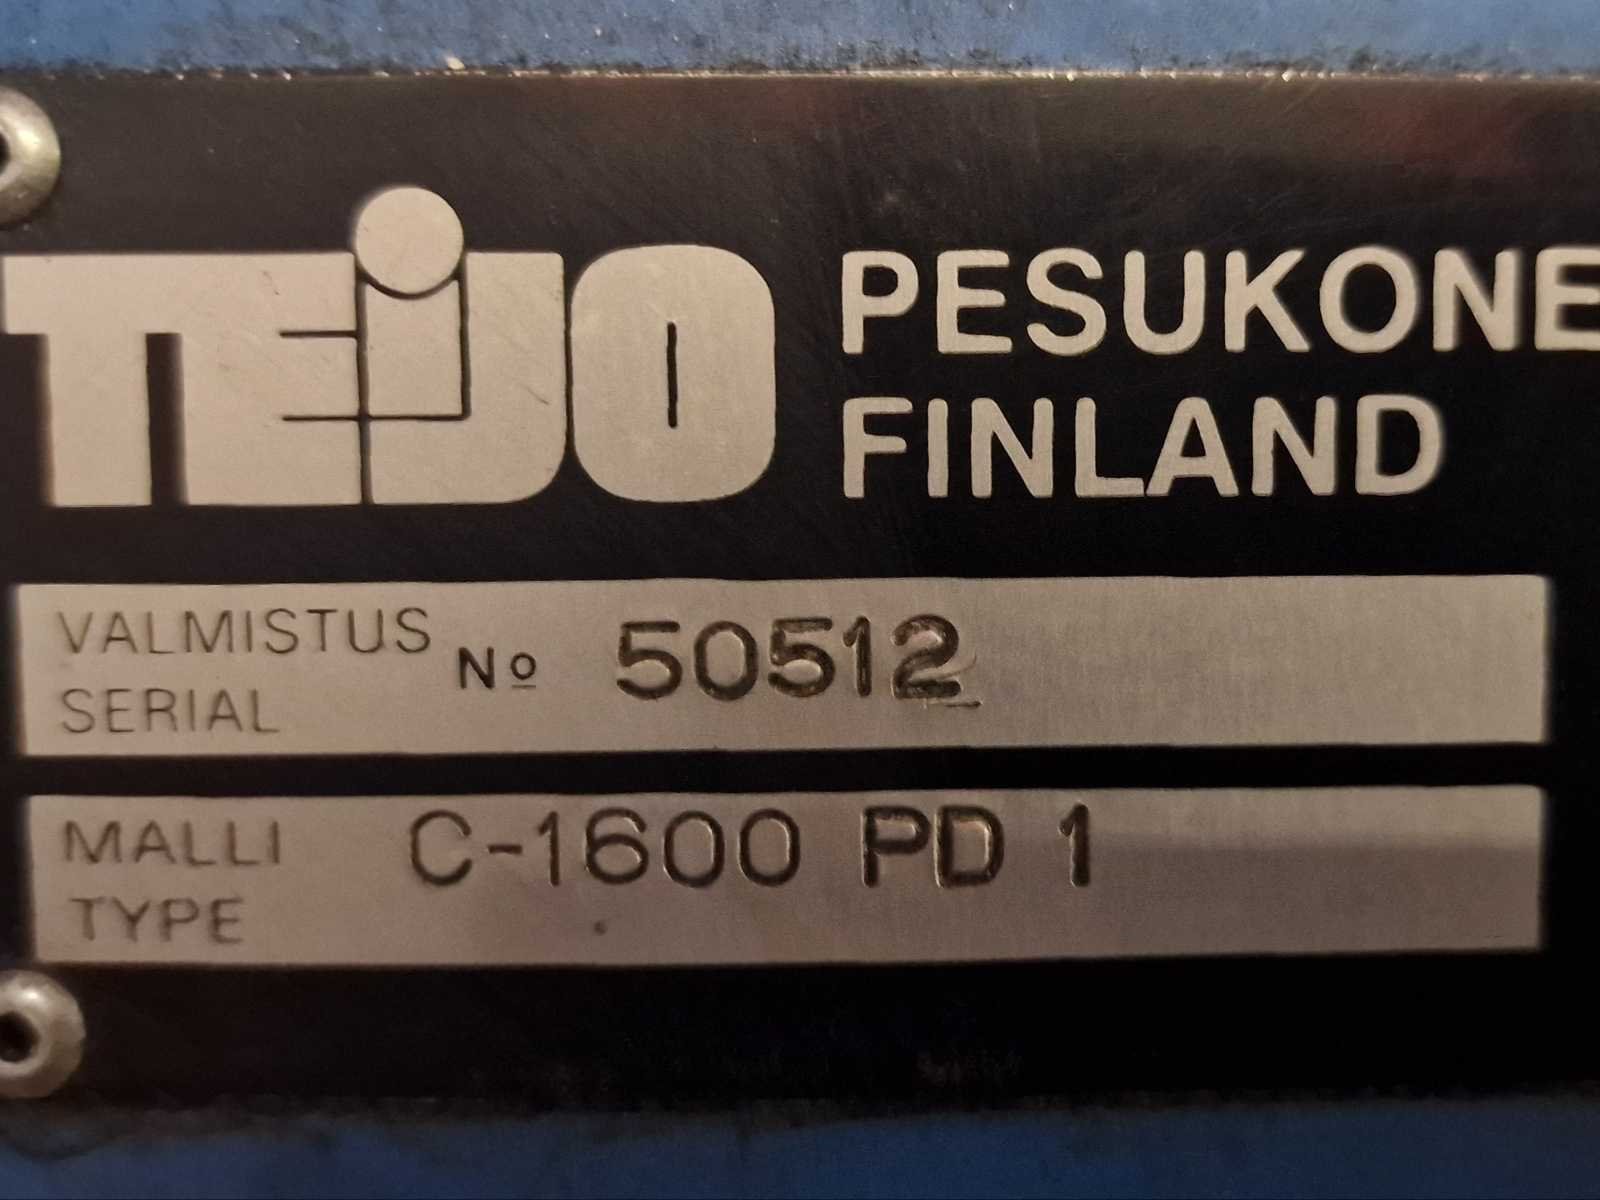 TEiJO PESUKONE
FINLAND
VALMISTUS
SERIAL
No 50512
MALLI
TYPE
C-1600 PD 1